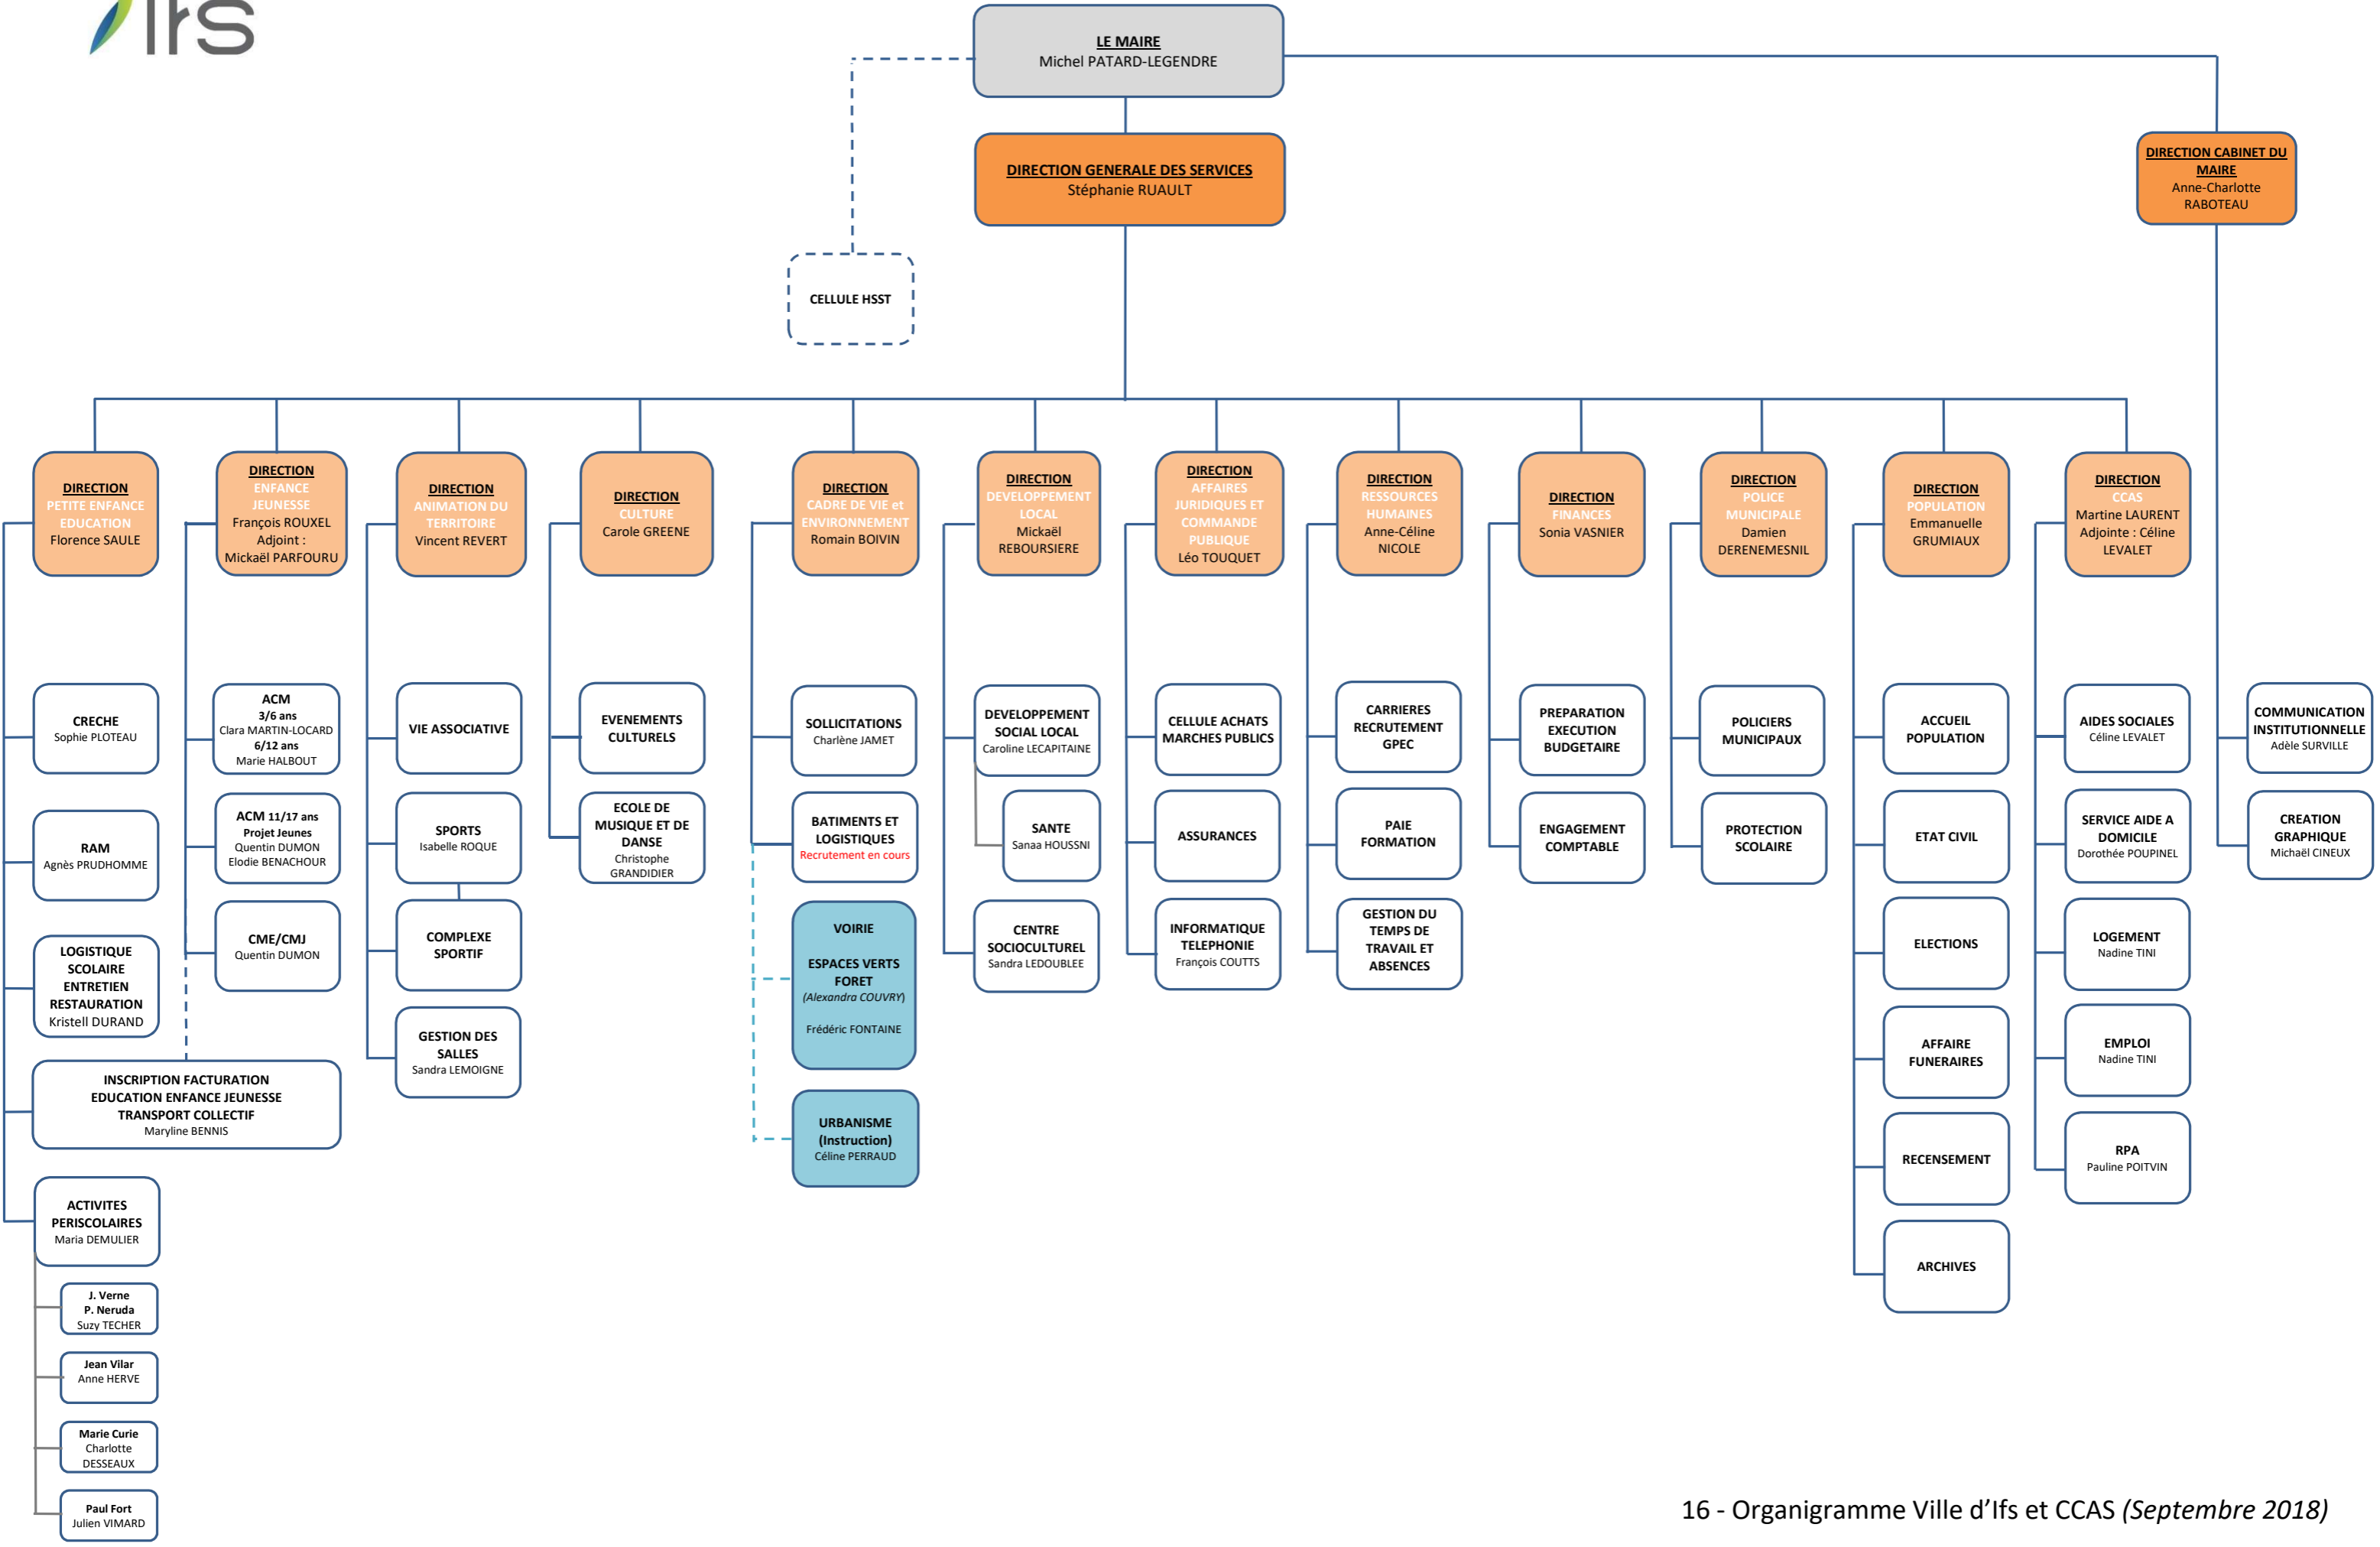 Ifs
LE MAIRE
Michel PATARD-LEGENDRE
DIRECTION GENERALE DES SERVICES
Stéphanie RUAULT
DIRECTION CABINET DU
MAIRE
Anne-Charlotte
RABOTEAU
CELLULE HSST
DIRECTION
PETITE ENFANCE
EDUCATION
Florence SAULE
DIRECTION
ENFANCE
JEUNESSE
François ROUXEL
Adjoint :
Mickaël PARFOURU
DIRECTION
ANIMATION DU
TERRITOIRE
Vincent REVERT
DIRECTION
CULTURE
Carole GREENE
DIRECTION
CADRE DE VIE et
ENVIRONNEMENT
Romain BOIVIN
DIRECTION
DEVELOPPEMENT
LOCAL
Mickaël
REBOURSIERE
DIRECTION
AFFAIRES
JURIDIQUES ET
COMMANDE
PUBLIQUE
Léo TOUQUET
DIRECTION
RESSOURCES
HUMAINES
Anne-Céline
NICOLE
DIRECTION
FINANCES
Sonia VASNIER
DIRECTION
POLICE
MUNICIPALE
Damien
DERENEMESNIL
DIRECTION
POPULATION
Emmanuelle
GRUMIAUX
DIRECTION
CCAS
Martine LAURENT
Adjointe : Céline
LEVALET
CRECHE
Sophie PLOTEAU
RAM
Agnès PRUDHOMME
LOGISTIQUE
SCOLAIRE
ENTRETIEN
RESTAURATION
Kristell DURAND
INSCRIPTION FACTURATION
EDUCATION ENFANCE JEUNESSE
TRANSPORT COLLECTIF
Maryline BENNIS
ACTIVITES
PERISCOLAIRES
Maria DEMULIER
J. Verne
P. Neruda
Suzy TECHER
Jean Vilar
Anne HERVE
Marie Curie
Charlotte
DESSEAUX
Paul Fort
Julien VIMARD
ACM
3/6 ans
Clara MARTIN-LOCARD
6/12 ans
Marie HALBOUT
ACM 11/17 ans
Projet Jeunes
Quentin DUMON
Elodie BENACHOUR
CME/CMJ
Quentin DUMON
VIE ASSOCIATIVE
SPORTS
Isabelle ROQUE
COMPLEXE
SPORTIF
GESTION DES
SALLES
Sandra LEMOIGNE
EVENEMENTS
CULTURELS
ECOLE DE
MUSIQUE ET DE
DANSE
Christophe
GRANDIDIER
SOLLICITATIONS
Charlène JAMET
BATIMENTS ET
LOGISTIQUES
Recrutement en cours
VOIRIE
ESPACES VERTS
FORET
(Alexandra COUVRY)
Frédéric FONTAINE
URBANISME
(Instruction)
Céline PERRAUD
DEVELOPPEMENT
SOCIAL LOCAL
Caroline LECAPITAINE
SANTE
Sanaa HOUSSNI
CENTRE
SOCIOCULTUREL
Sandra LEDOUBLEE
CELLULE ACHATS
MARCHES PUBLICS
ASSURANCES
INFORMATIQUE
TELEPHONIE
François COUTTS
CARRIERES
RECRUTEMENT
GPEC
PAIE
FORMATION
GESTION DU
TEMPS DE
TRAVAIL ET
ABSENCES
PREPARATION
EXECUTION
BUDGETAIRE
ENGAGEMENT
COMPTABLE
POLICIERS
MUNICIPAUX
PROTECTION
SCOLAIRE
ACCUEIL
POPULATION
ETAT CIVIL
ELECTIONS
AFFAIRE
FUNERAIRES
RECENSEMENT
ARCHIVES
AIDES SOCIALES
Céline LEVALET
SERVICE AIDE A
DOMICILE
Dorothée POUPINEL
LOGEMENT
Nadine TINI
EMPLOI
Nadine TINI
RPA
Pauline POITVIN
COMMUNICATION
INSTITUTIONNELLE
Adèle SURVILLE
CREATION
GRAPHIQUE
Michaël CINEUX
16 - Organigramme Ville d’Ifs et CCAS (Septembre 2018)